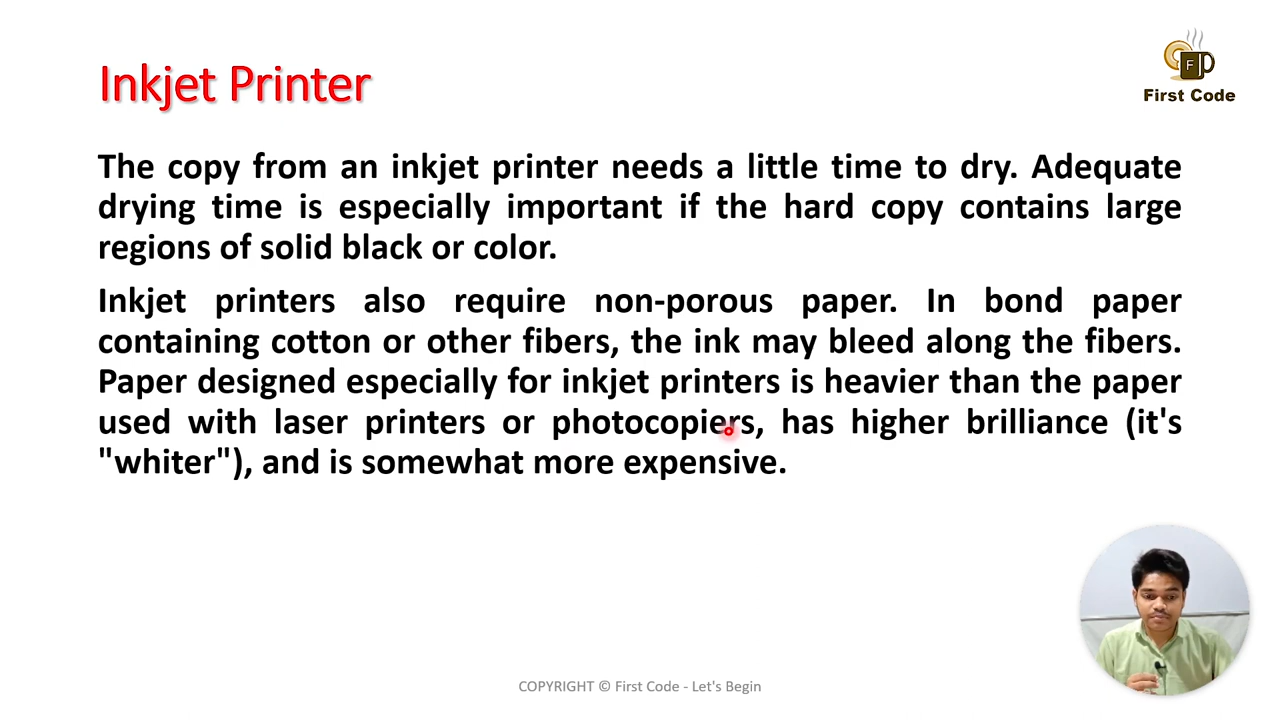 Inkjet Printer
F
First Code
The copy from an inkjet printer needs a little time to dry. Adequate
drying time is especially important if the hard copy contains large
regions of solid black or color.
Inkjet printers also require non-porous paper. In bond paper
containing cotton or other fibers, the ink may bleed along the fibers.
Paper designed especially for inkjet printers is heavier than the paper
used with laser printers or photocopiers, has higher brilliance (it's
"whiter"), and is somewhat more expensive.
COPYRIGHT © First Code - Let's Begin